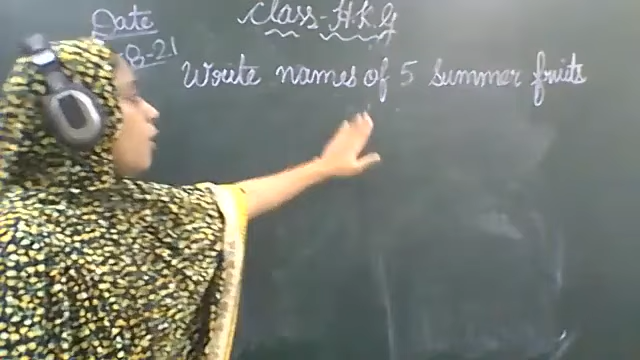 Class-H.K.G
Date
8-21
Write names of 5 summer fruits